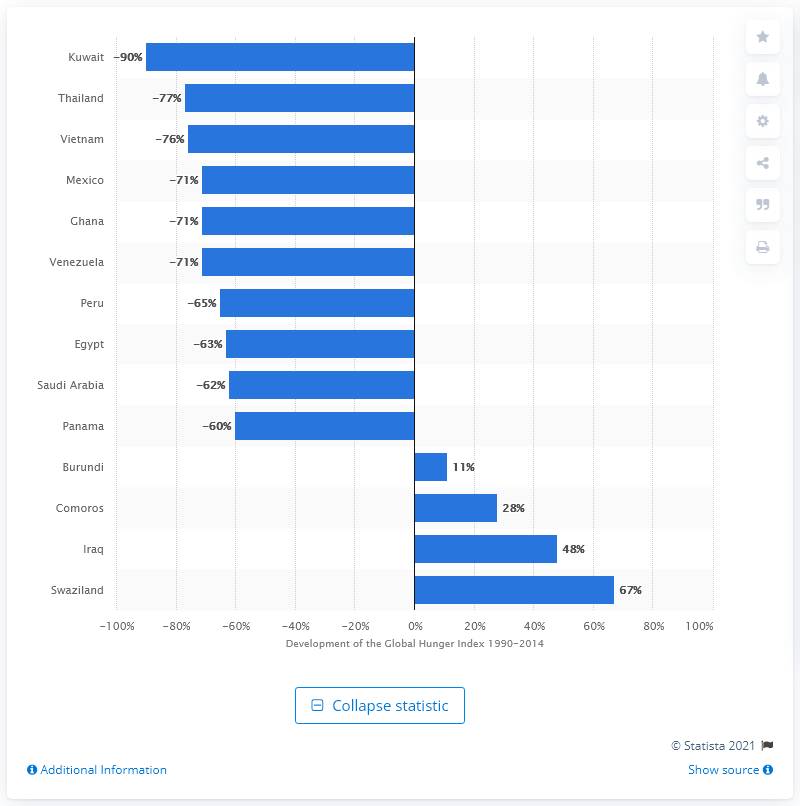 Kuwait −90%
Thailand −77%
Vietnam −76%
Mexico −71%
Ghana −71%
Venezuela −71%
Peru −65%
Egypt −63%
Saudi Arabia −62%
Panama −60%
Burundi 11%
Comoros 28%
Iraq 48%
Swaziland 67%
−100% −80% −60% −40% −20% 0% 20% 40% 60% 80% 100%
Development of the Global Hunger Index 1990–2014
Collapse statistic
© Statista 2021
Additional Information Show source